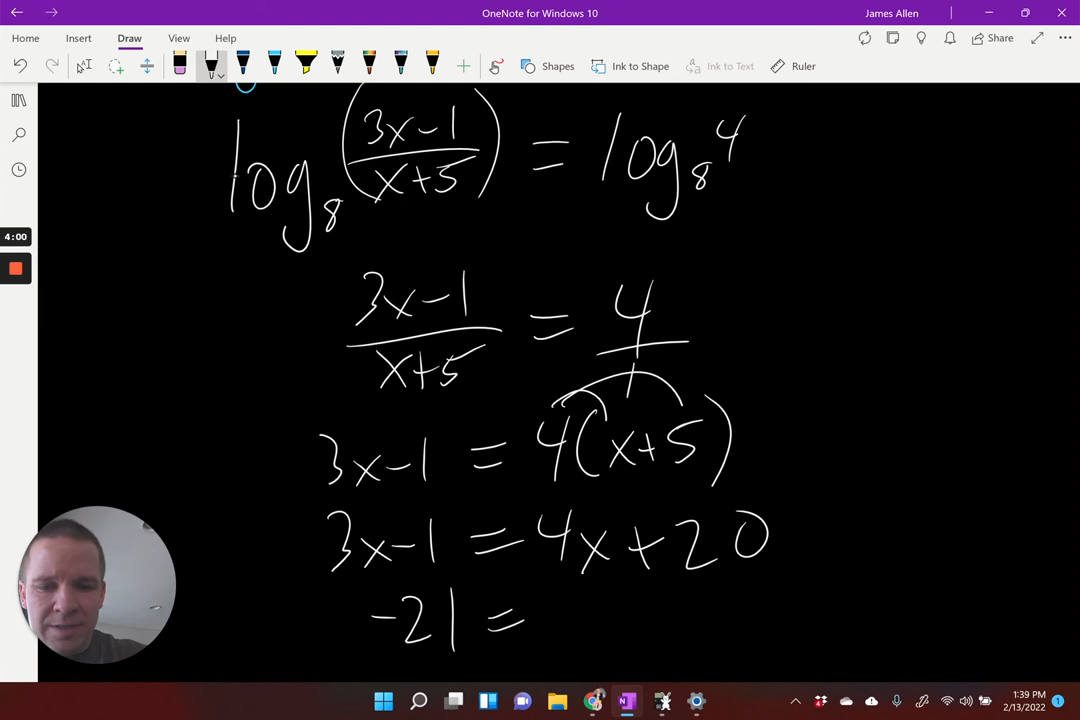 OneNote for Windows 10
James Allen
Home Insert Draw View Help
Share
Shapes Ink to Shape Ink to Text Ruler
log₈ (3x-1 / x+5) = log₈ 4
4:00
3x-1 / x+5 = 4 / 1
3x-1 = 4(x+5)
3x-1 = 4x+20
-21 =
1:39 PM
2/13/2022
1